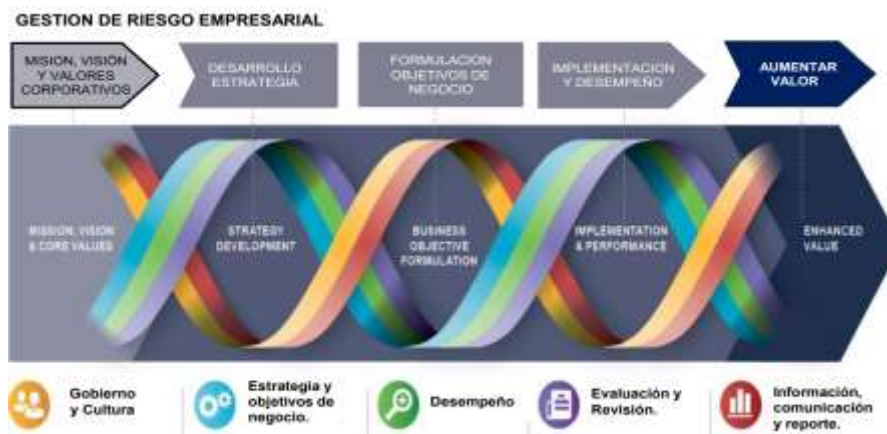 GESTION DE RIESGO EMPRESARIAL
MISION, VISIÓN
Y VALORES
CORPORATIVOS
DESARROLLO
ESTRATEGIA
FORMULACION
OBJETIVOS DE
NEGOCIO
IMPLEMENTACION
Y DESEMPEÑO
AUMENTAR
VALOR
MISSION, VISION
& CORE VALUES
STRATEGY
DEVELOPMENT
BUSINESS
OBJECTIVE
FORMULATION
IMPLEMENTATION
& PERFORMANCE
ENHANCED
VALUE
Gobierno
y Cultura
Estrategia y
objetivos de
negocio.
Desempeño
Evaluación y
Revisión.
Información,
comunicación
y reporte.